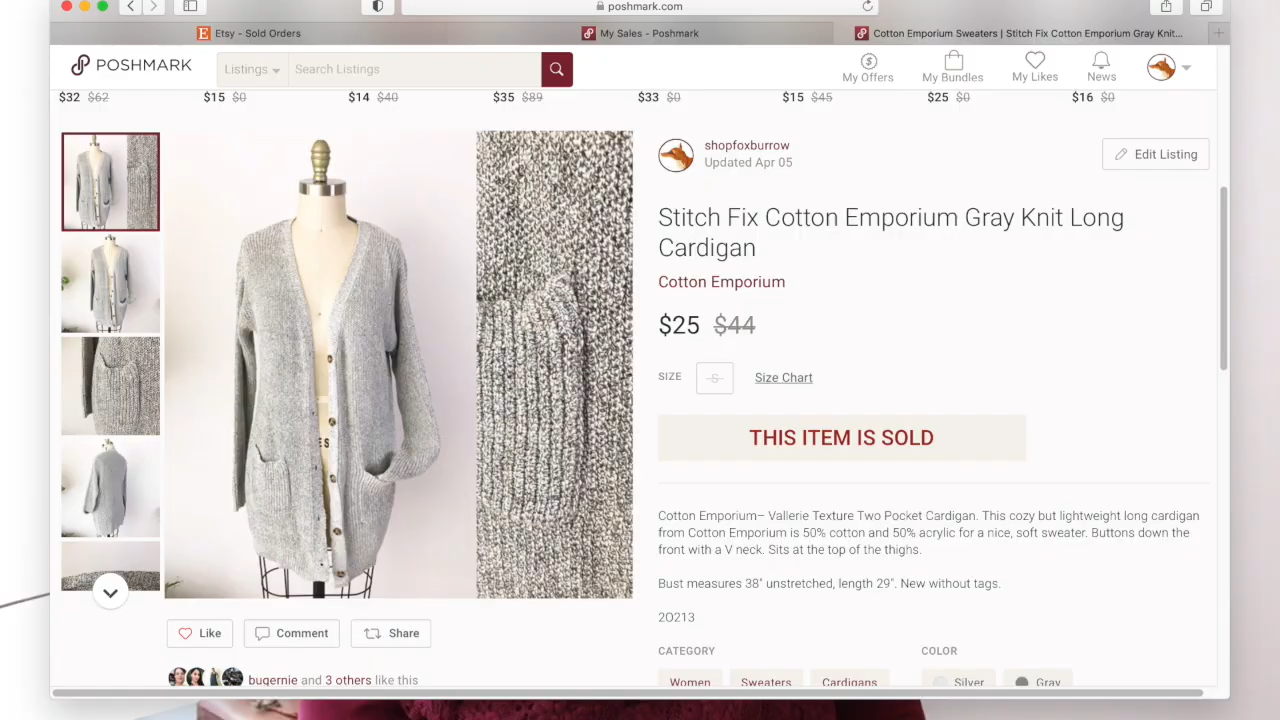 poshmark.com
Etsy - Sold Orders
My Sales - Poshmark
Cotton Emporium Sweaters | Stitch Fix Cotton Emporium Gray Knit...
POSHMARK
Listings
Search Listings
My Offers
My Bundles
My Likes
News
$32 $62
$15 $0
$14 $40
$35 $89
$33 $0
$15 $45
$25 $0
$16 $0
shopfoxburrow
Updated Apr 05
Edit Listing
Stitch Fix Cotton Emporium Gray Knit Long
Cardigan
Cotton Emporium
$25 $44
SIZE
S
Size Chart
THIS ITEM IS SOLD
Cotton Emporium– Vallerie Texture Two Pocket Cardigan. This cozy but lightweight long cardigan
from Cotton Emporium is 50% cotton and 50% acrylic for a nice, soft sweater. Buttons down the
front with a V neck. Sits at the top of the thighs.
Bust measures 38" unstretched, length 29". New without tags.
2O213
CATEGORY
COLOR
Women
Sweaters
Cardigans
Silver
Gray
Like
Comment
Share
bugernie and 3 others like this